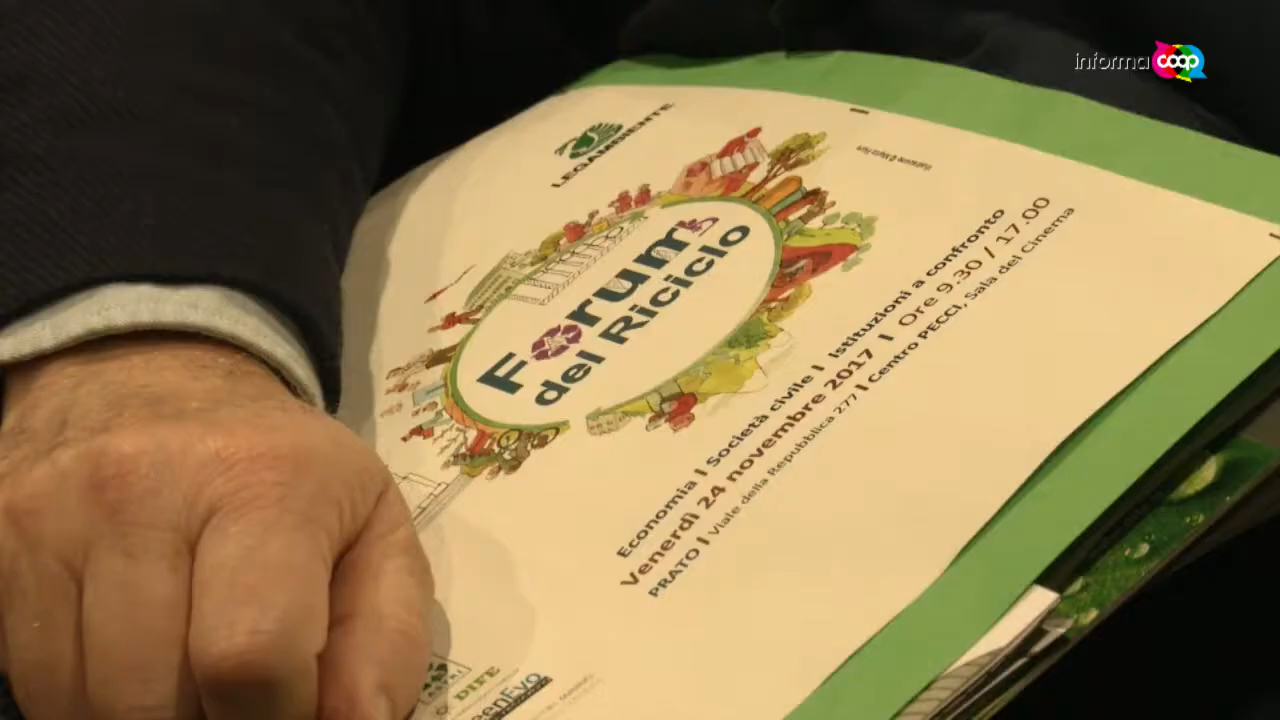 informa coop
LEGAMBIENTE
Forum
del Riciclo
Economia | Società civile | Istituzioni a confronto
Venerdì 24 novembre 2017 | Ore 9.30 / 17.00
PRATO | Viale della Repubblica 277 | Centro PECCI, Sala del Cinema
DIFE